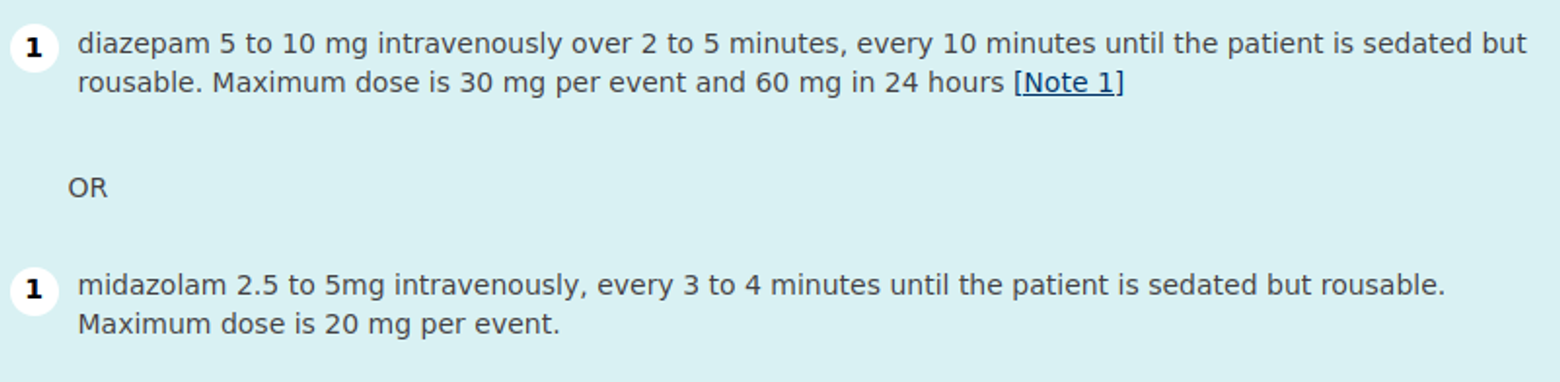 1 diazepam 5 to 10 mg intravenously over 2 to 5 minutes, every 10 minutes until the patient is sedated but
rousable. Maximum dose is 30 mg per event and 60 mg in 24 hours [Note 1]
OR
1 midazolam 2.5 to 5mg intravenously, every 3 to 4 minutes until the patient is sedated but rousable.
Maximum dose is 20 mg per event.